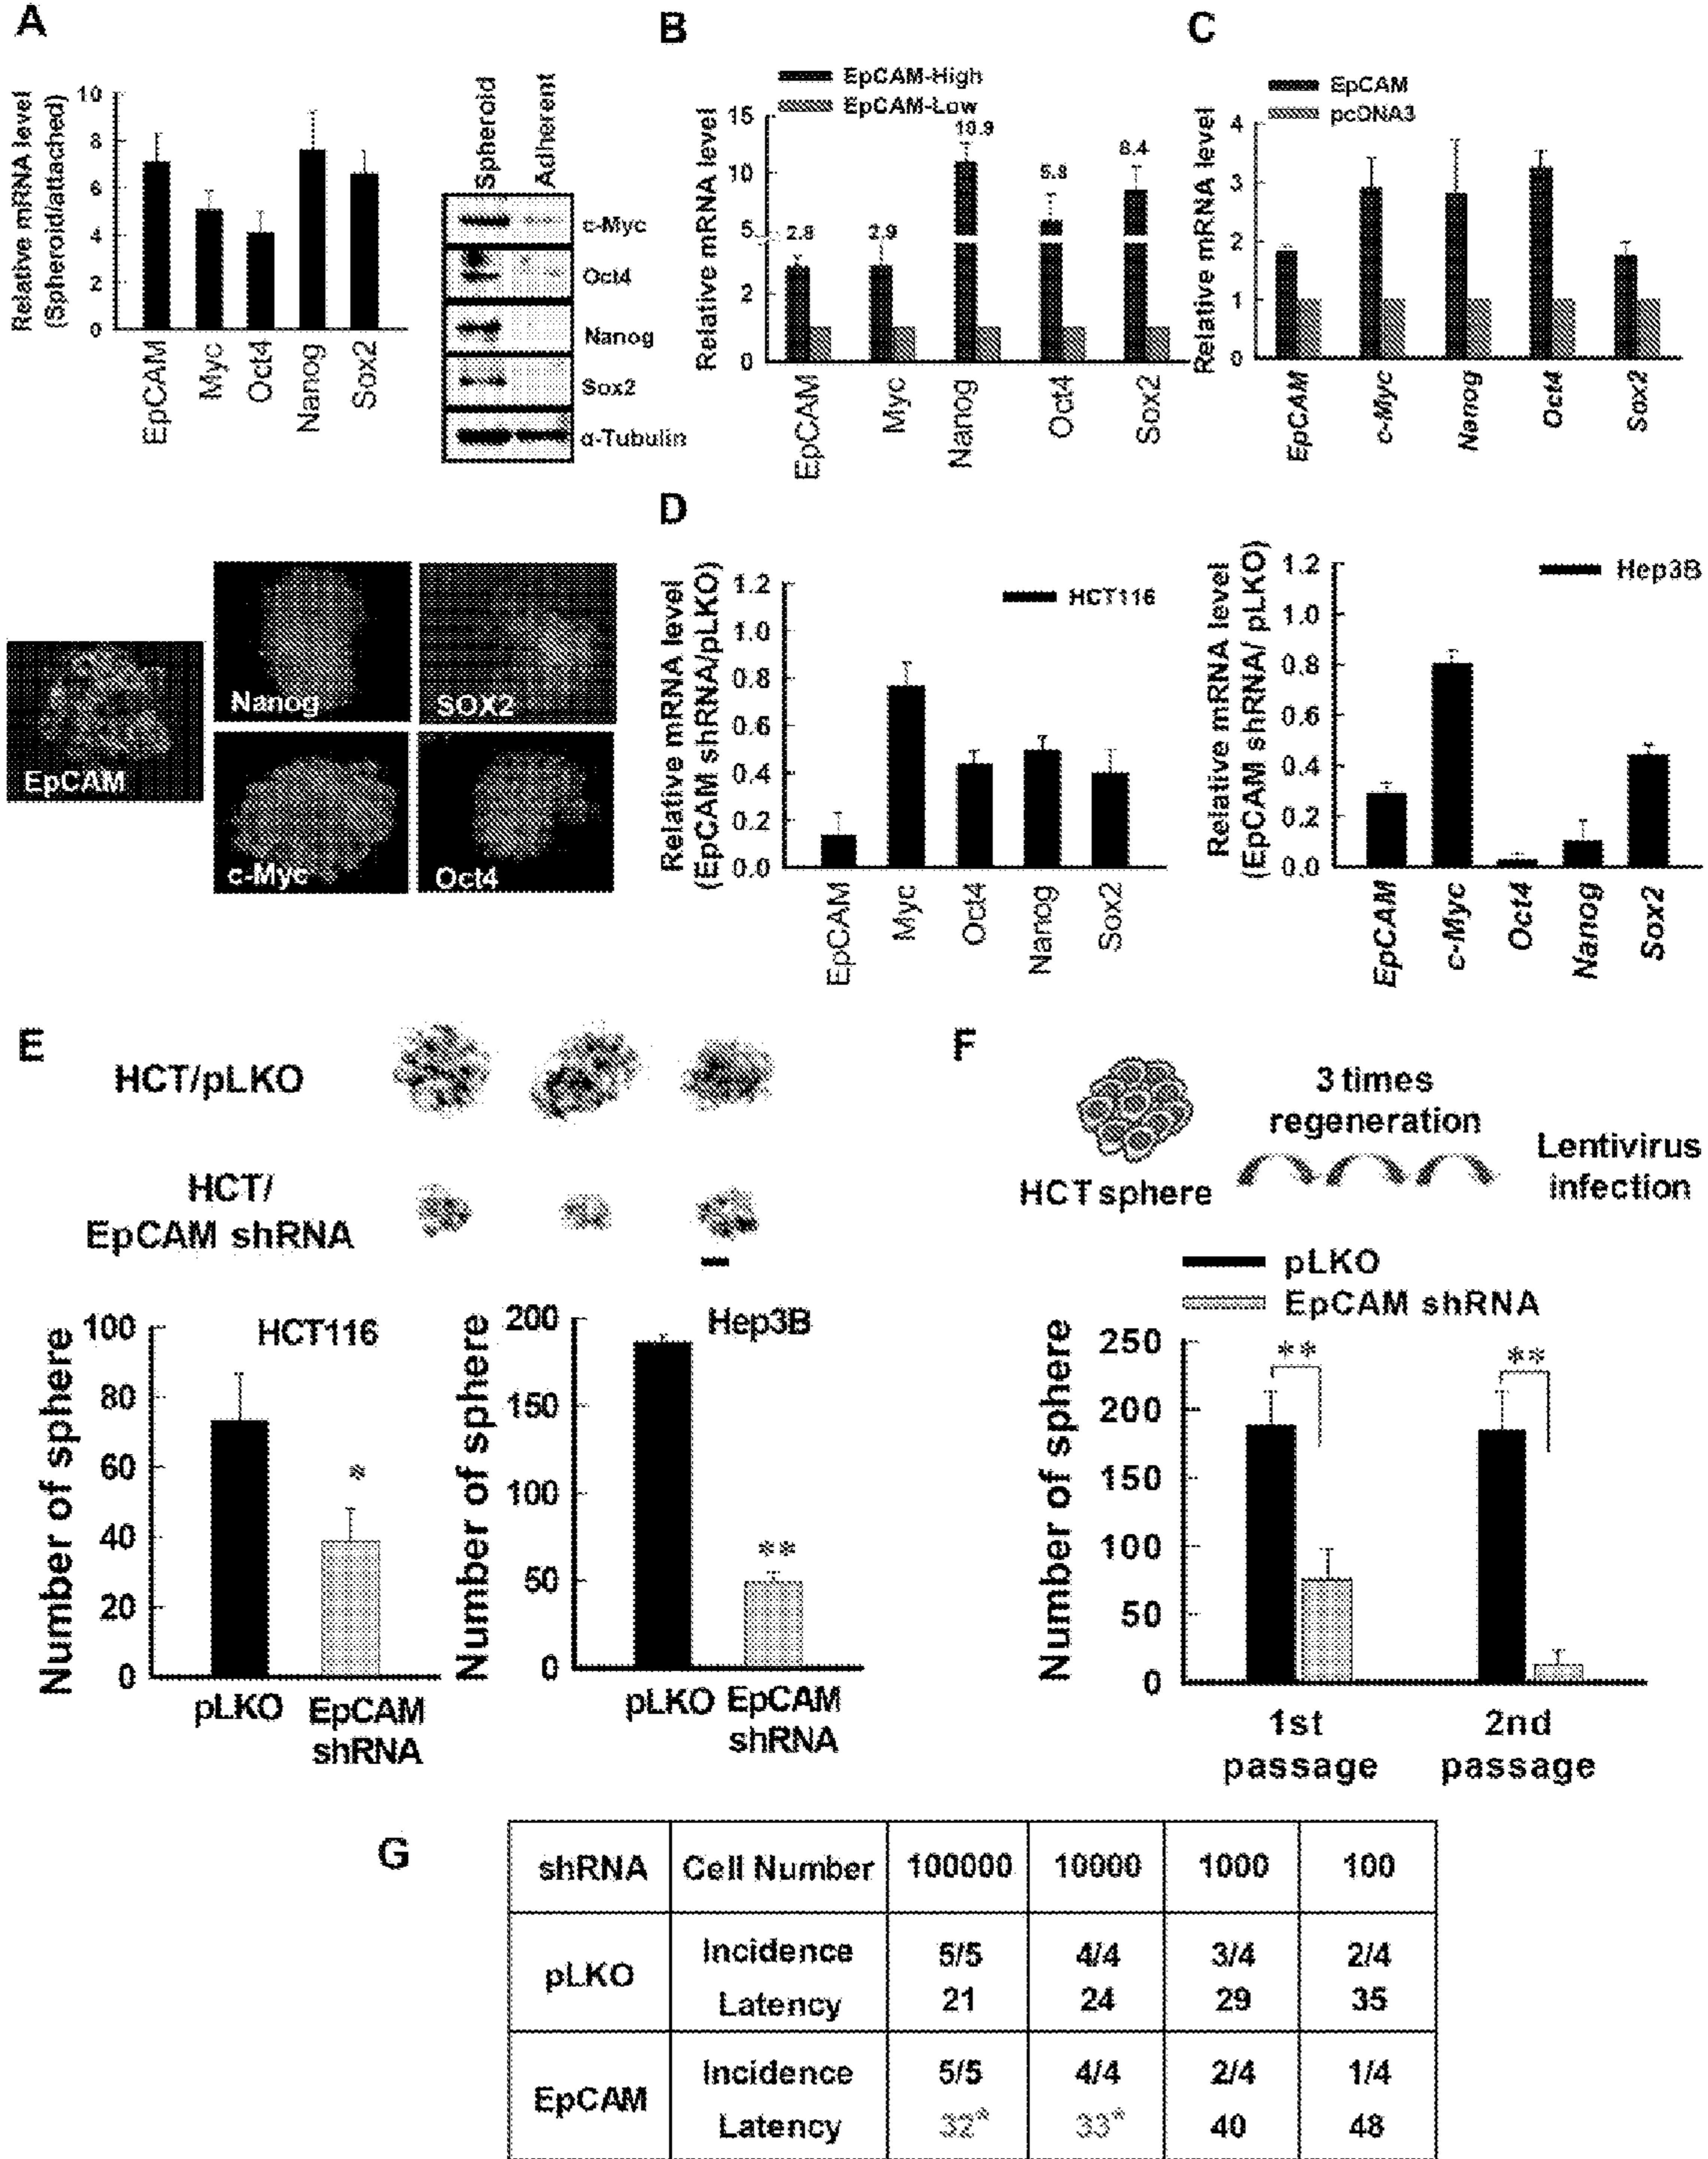 A
Relative mRNA level
(Spheroid/attached)
10
8
6
4
2
0
EpCAM
Myc
Oct4
Nanog
Sox2
Spheroid
Adherent
c-Myc
Oct4
Nanog
Sox2
α-Tubulin
B
EpCAM-High
EpCAM-Low
Relative mRNA level
15
10
5
2
0
2.8
2.9
10.9
5.8
8.4
EpCAM
Myc
Nanog
Oct4
Sox2
C
EpCAM
pcDNA3
Relative mRNA level
4
3
2
1
0
EpCAM
c-Myc
Nanog
Oct4
Sox2
EpCAM
Nanog
SOX2
c-Myc
Oct4
D
Relative mRNA level
(EpCAM shRNA/pLKO)
1.2
1.0
0.8
0.6
0.4
0.2
0.0
HCT116
EpCAM
Myc
Oct4
Nanog
Sox2
Relative mRNA level
(EpCAM shRNA/ pLKO)
1.2
1.0
0.8
0.6
0.4
0.2
0.0
Hep3B
EpCAM
c-Myc
Oct4
Nanog
Sox2
E
HCT/pLKO
HCT/
EpCAM shRNA
Number of sphere
100
80
60
40
20
0
HCT116
*
pLKO
EpCAM
shRNA
Number of sphere
200
150
100
50
0
Hep3B
**
pLKO
EpCAM
shRNA
F
HCT sphere
3 times
regeneration
Lentivirus
infection
pLKO
EpCAM shRNA
Number of sphere
250
200
150
100
50
0
**
**
1st
passage
2nd
passage
G
shRNA Cell Number 100000 10000 1000 100
pLKO
Incidence 5/5 4/4 3/4 2/4
Latency 21 24 29 35
EpCAM
Incidence 5/5 4/4 2/4 1/4
Latency 32* 33* 40 48